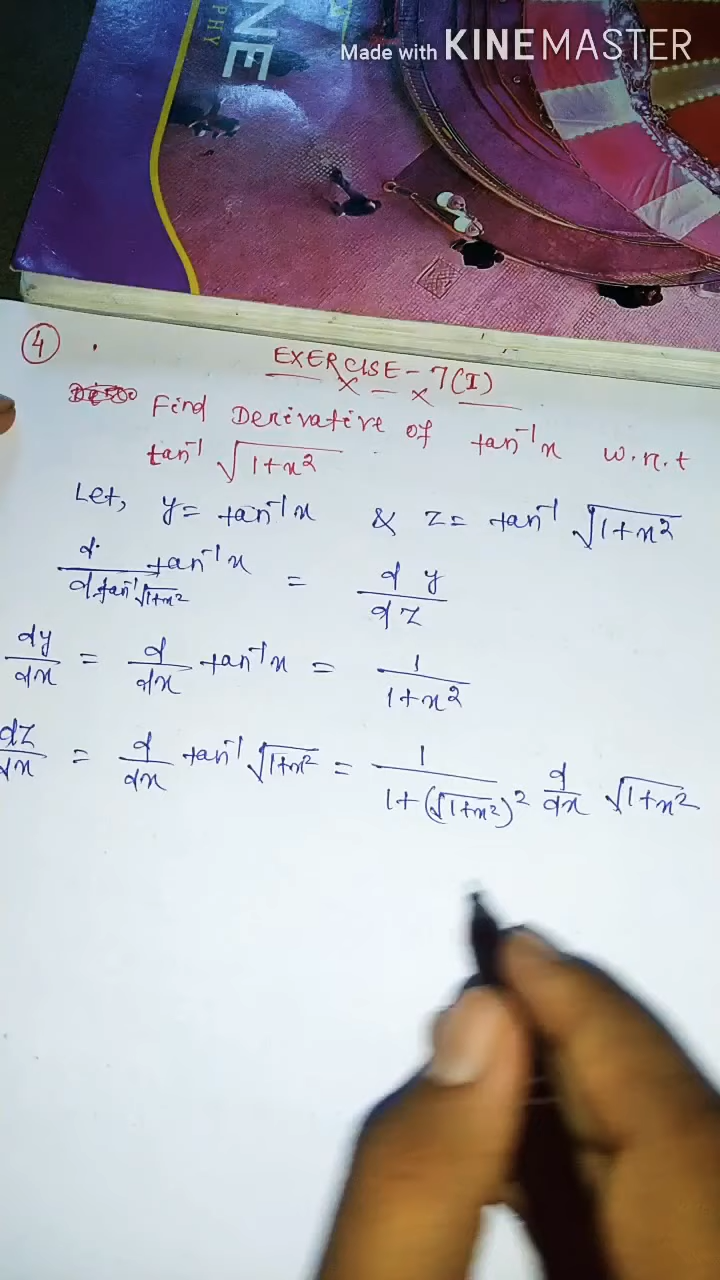 Made with KINEMASTER
NE
PHY
④ .
EXERCISE - 7(I)
Find Derivative of tan⁻¹x w.r.t
tan⁻¹ √(1+x²)
Let, y = tan⁻¹x & z = tan⁻¹ √(1+x²)
d tan⁻¹x / d tan⁻¹√(1+x²) = dy/dz
dy/dx = d/dx tan⁻¹x = 1/(1+x²)
dz/dx = d/dx tan⁻¹ √(1+x²) = 1/(1+(√(1+x²))²) d/dx √(1+x²)